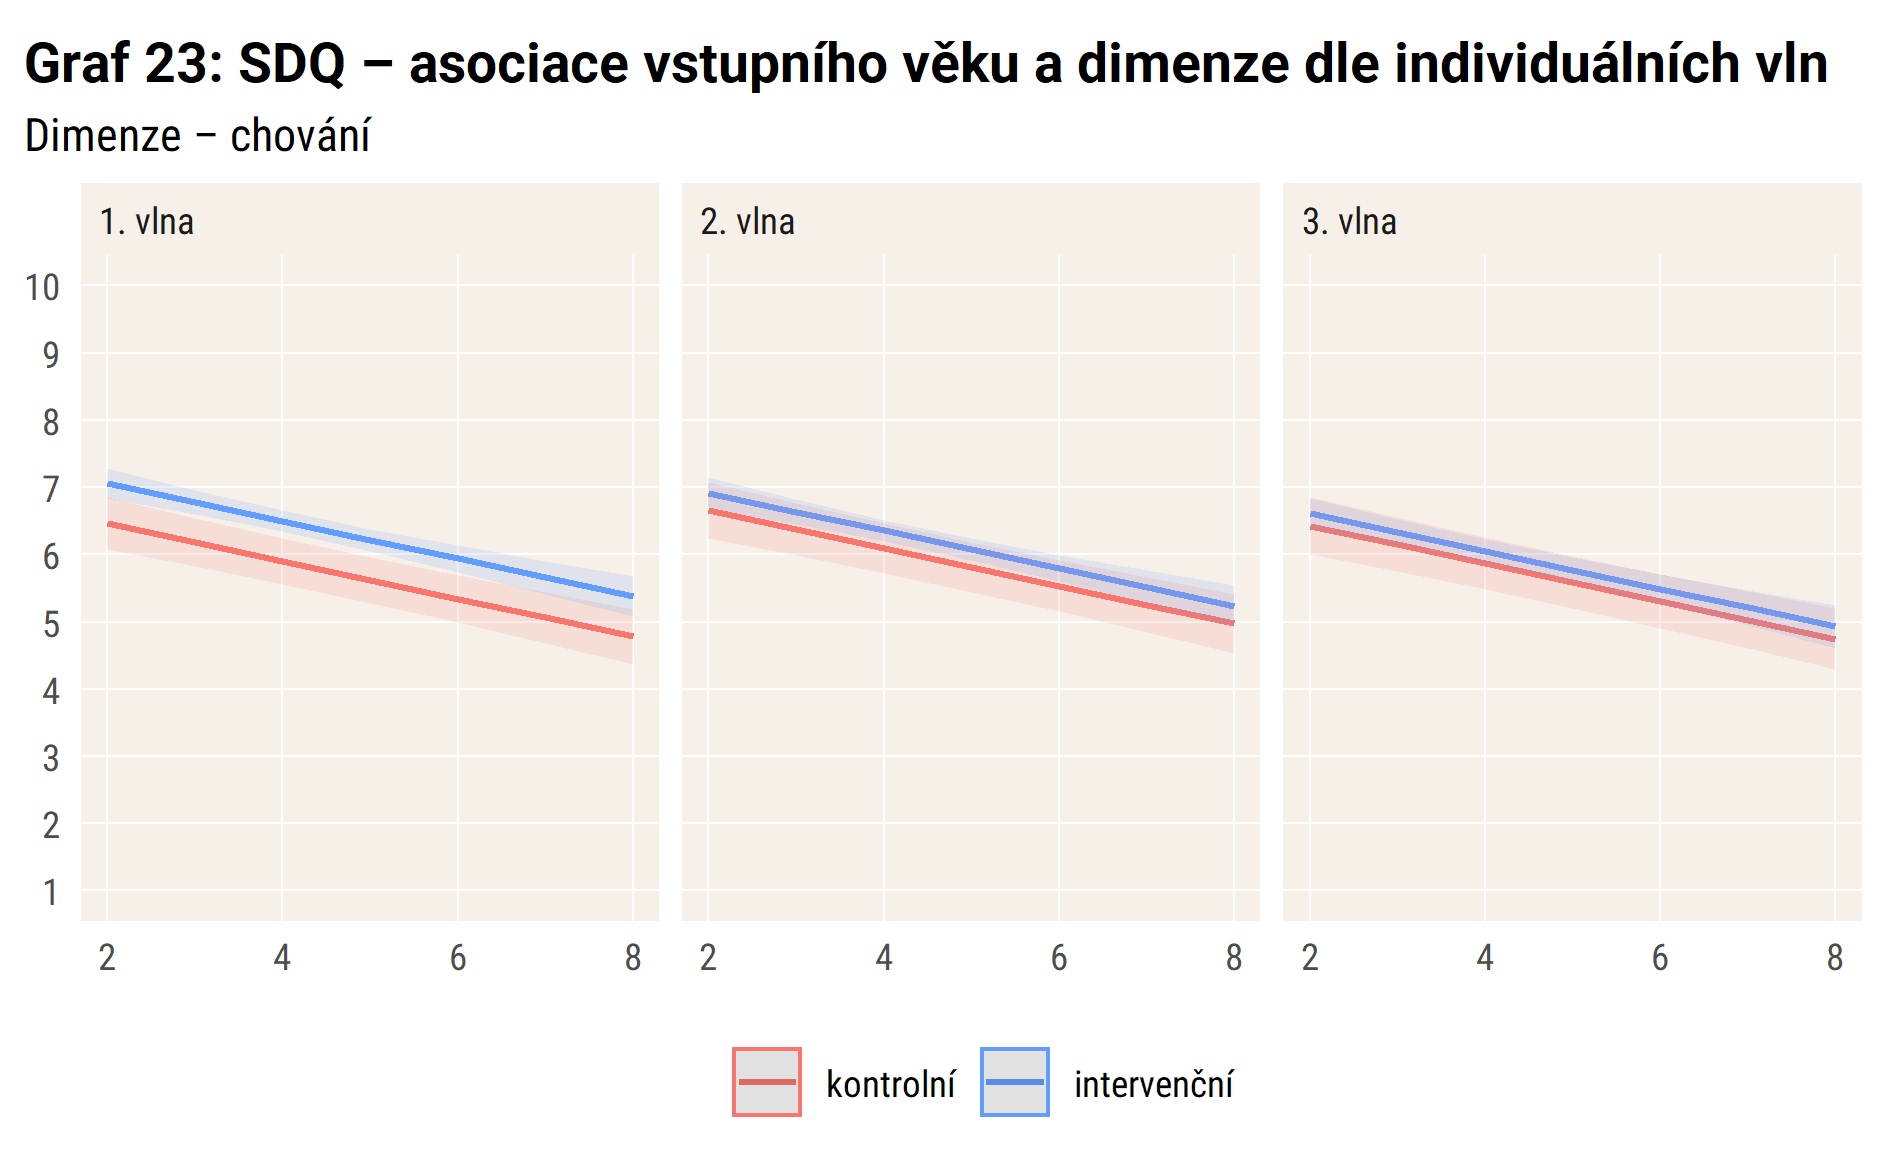 Graf 23: SDQ – asociace vstupního věku a dimenze dle individuálních vln
Dimenze – chování
1. vlna
2. vlna
3. vlna
10
9
8
7
6
5
4
3
2
1
2 4 6 8
2 4 6 8
2 4 6 8
kontrolní
intervenční